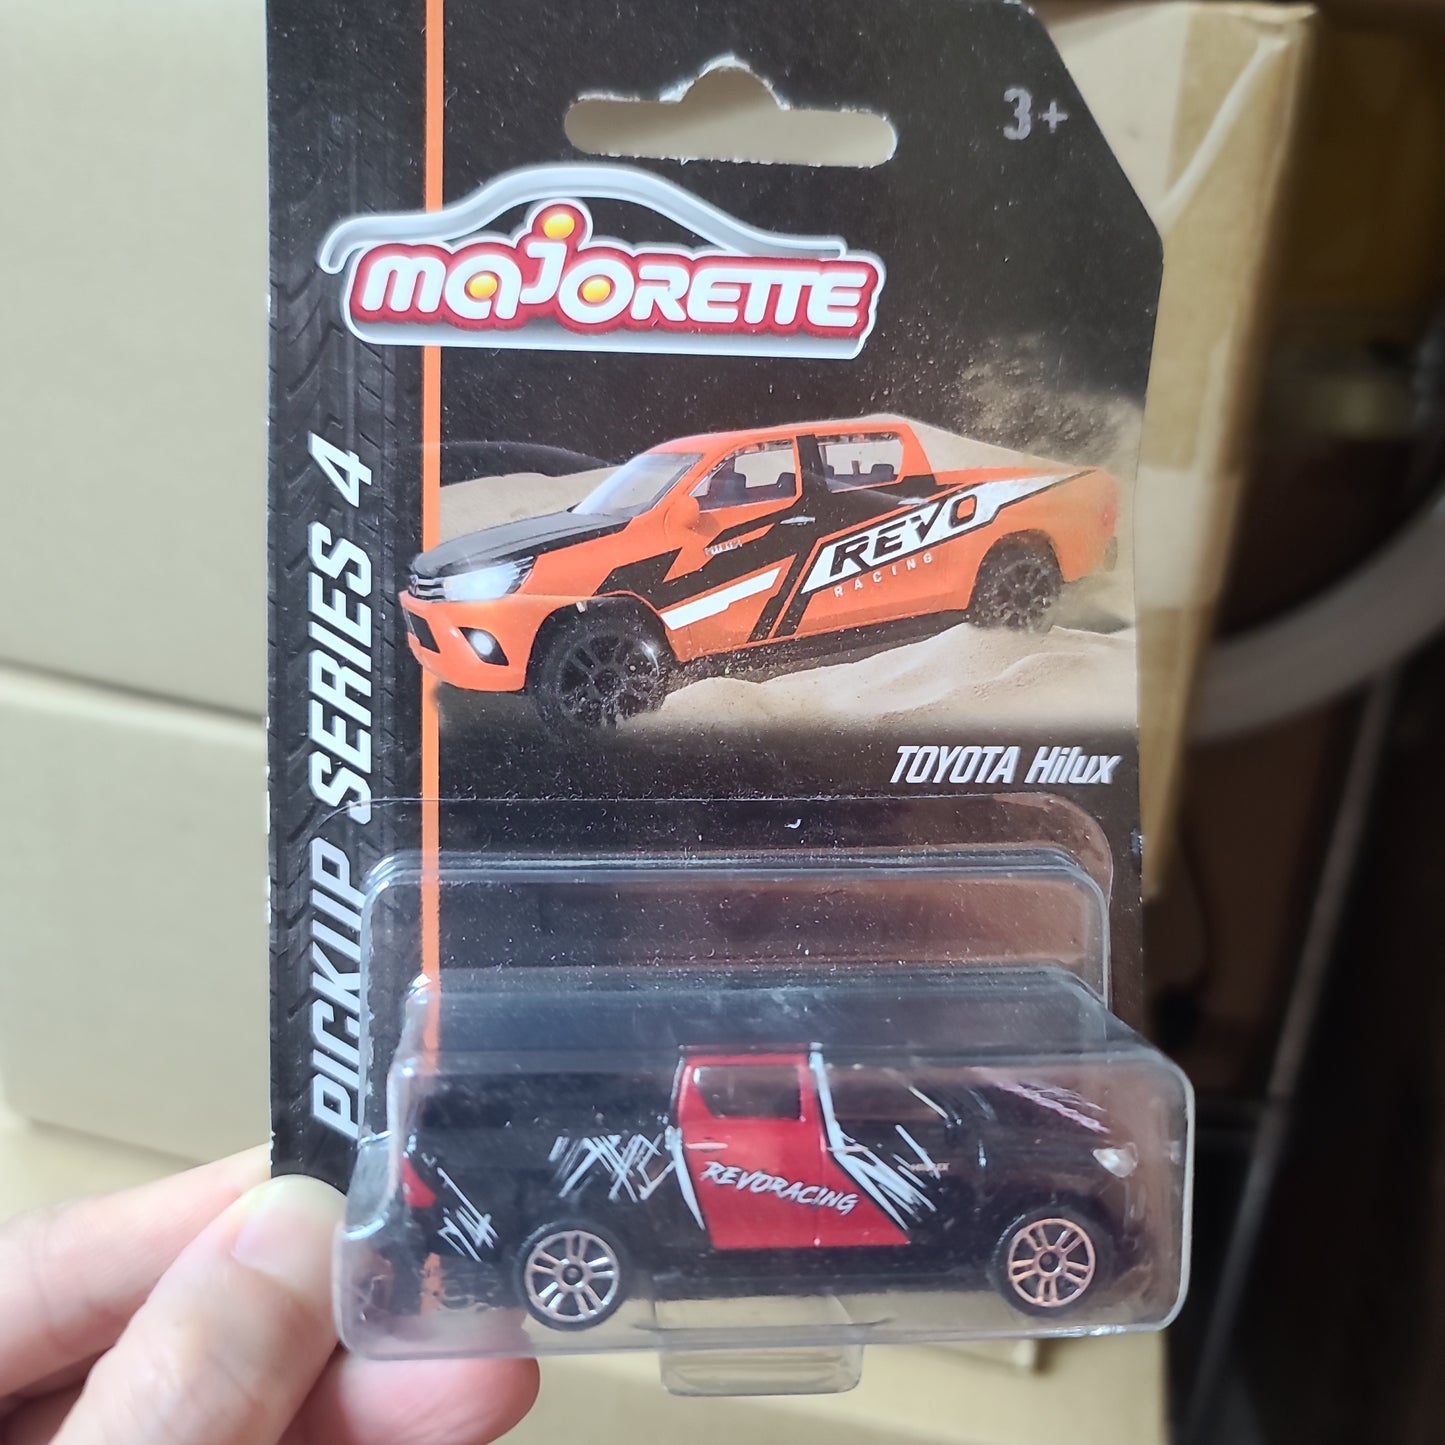 3+
majorette
PICKUP SERIES 4
REVO
RACING
TOYOTA Hilux
REVORACING